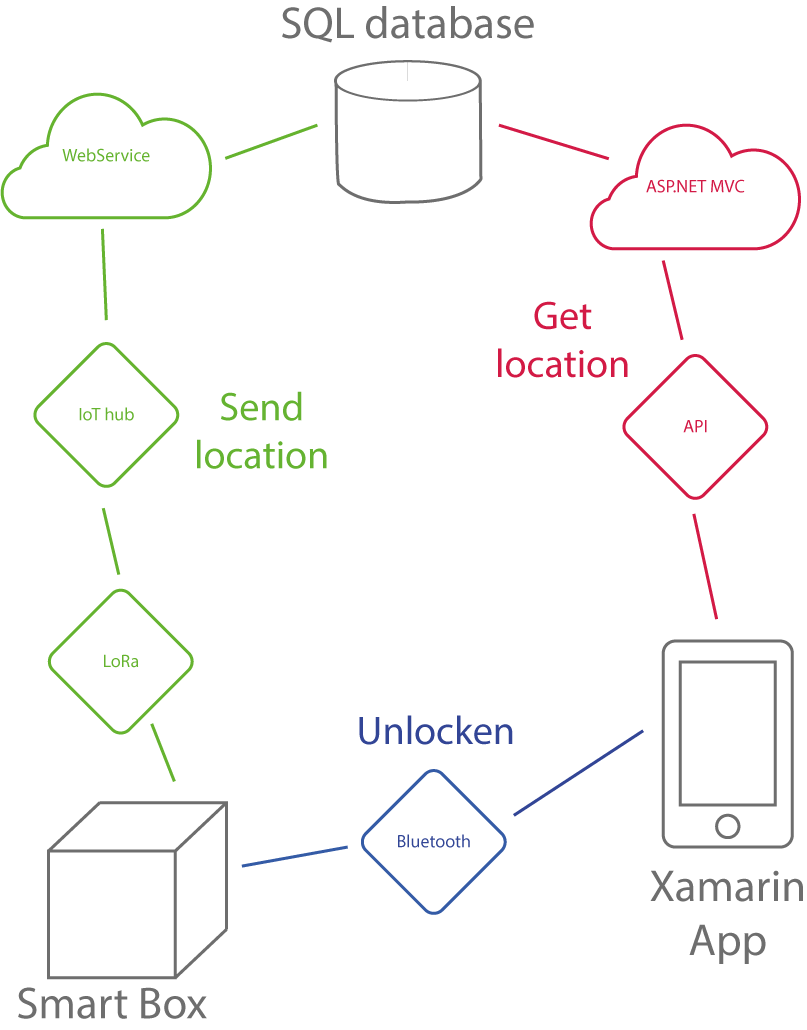 SQL database
WebService
ASP.NET MVC
Get
location
Send
location
IoT hub
API
LoRa
Unlocken
Bluetooth
Xamarin
App
Smart Box